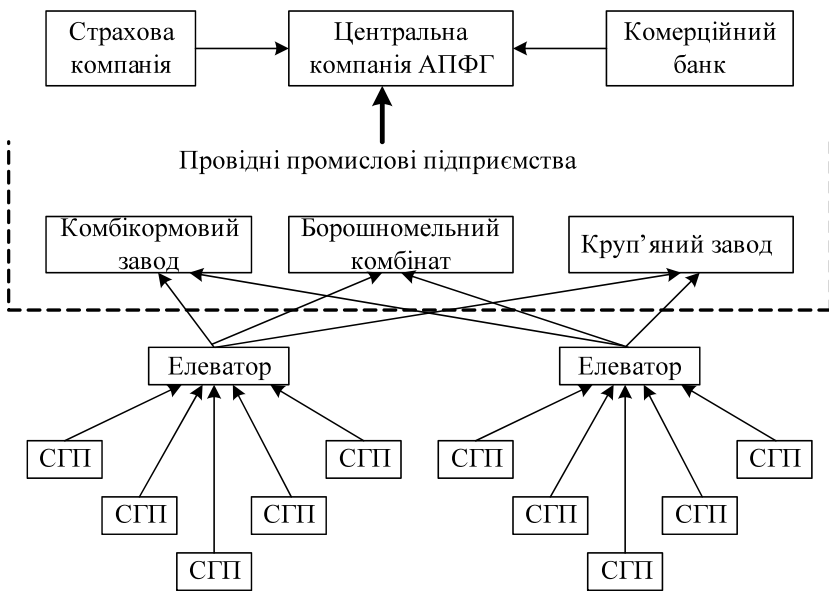 Страхова
компанія
Центральна
компанія АПФГ
Комерційний
банк
Провідні промислові підприємства
Комбікормовий
завод
Борошномельний
комбінат
Круп’яний завод
Елеватор
Елеватор
СГП
СГП
СГП
СГП
СГП
СГП
СГП
СГП
СГП
СГП